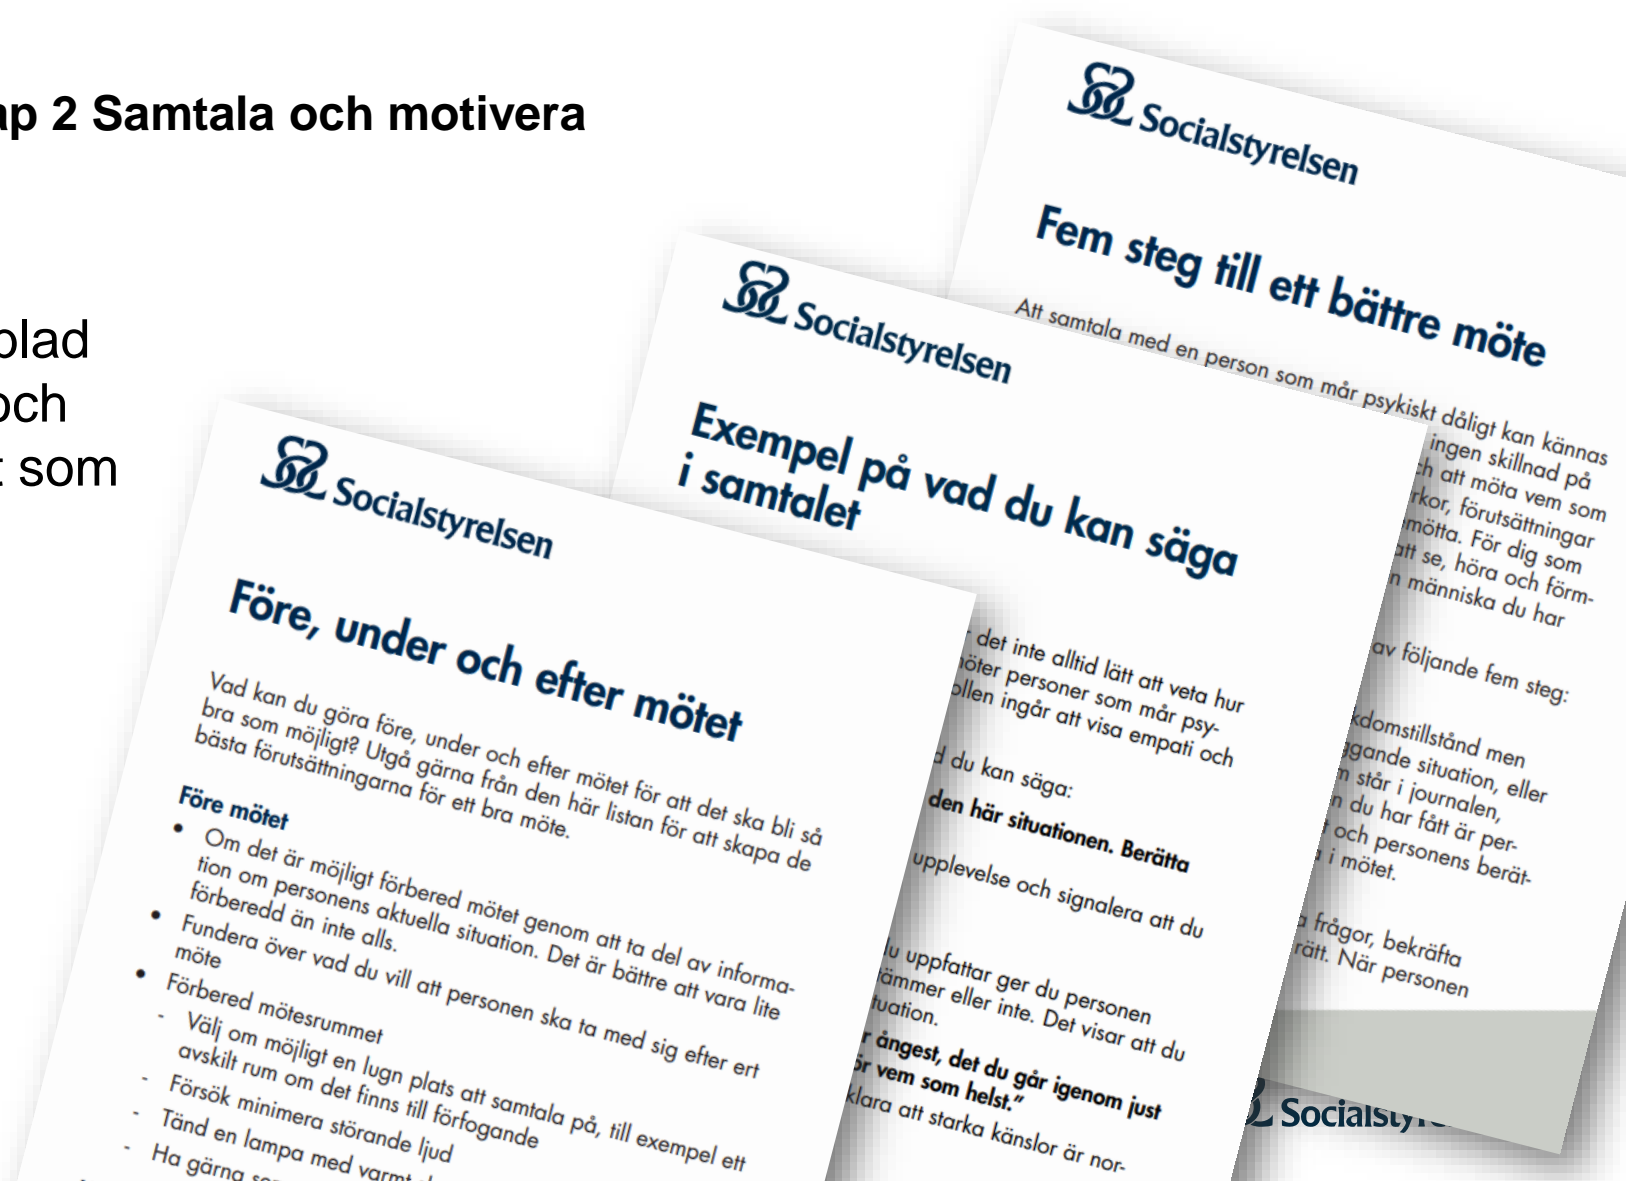 2 Samtala och motivera
och
som
Socialstyrelsen
Före, under och efter mötet
Vad kan du göra före, under och efter mötet för att det ska bli så
bra som möjligt? Utgå gärna från den här listan för att skapa de
bästa förutsättningarna för ett bra möte.
Före mötet
• Om det är möjligt förbered mötet genom att ta del av informa-
tion om personens aktuella situation. Det är bättre att vara lite
förberedd än inte alls.
• Fundera över vad du vill att personen ska ta med sig efter ert
möte
• Förbered mötesrummet
- Välj om möjligt en lugn plats att samtala på, till exempel ett
avskilt rum om det finns till förfogande
- Försök minimera störande ljud
- Tänd en lampa med varmt
- Ha gärna
Socialstyrelsen
Exempel på vad du kan säga
i samtalet
det inte alltid lätt att veta hur
möter personer som mår psy-
ingår att visa empati och
du kan säga:
den här situationen. Berätta
upplevelse och signalera att du
du uppfattar ger du personen
eller inte. Det visar att du
ångest, det du går igenom just
vem som helst.”
att starka känslor är nor-
Socialstyrelsen
Fem steg till ett bättre möte
Att samtala med en person som mår psykiskt dåligt kan kännas
ingen skillnad på
att möta vem som
förutsättningar
För dig som
att se, höra och förm-
människa du har
av följande fem steg:
men
situation, eller
står i journalen,
du har fått är per-
och personens berät-
i mötet.
frågor, bekräfta
rätt. När personen